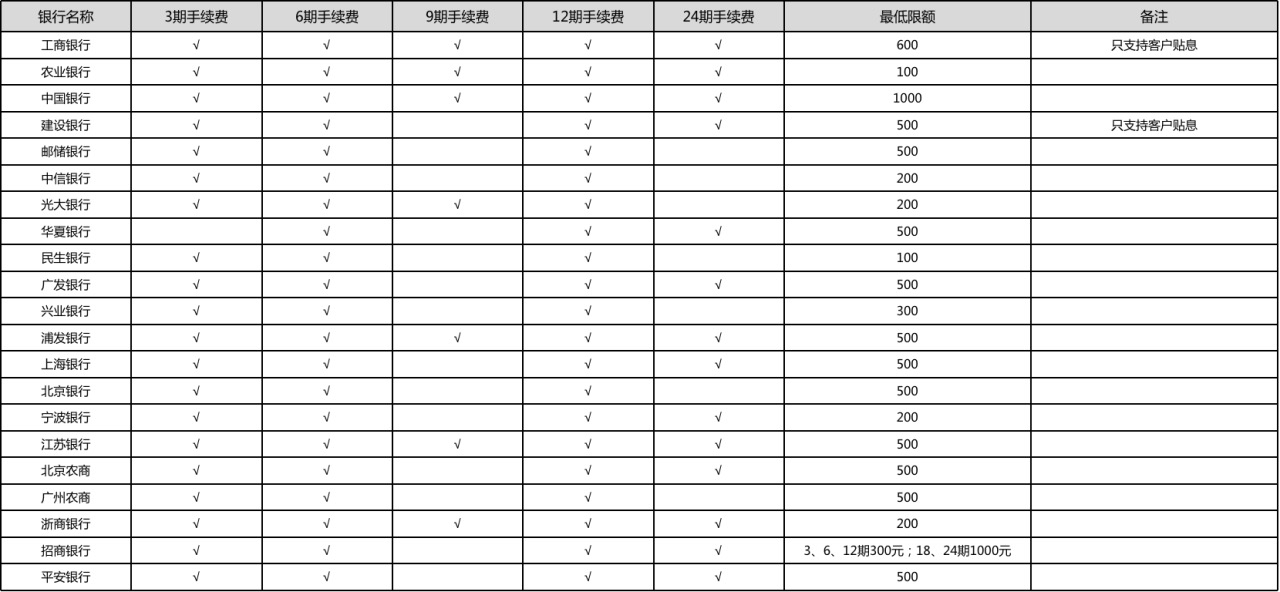 银行名称 3期手续费 6期手续费 9期手续费 12期手续费 24期手续费 最低限额 备注
工商银行 √ √ √ √ √ 600 只支持客户贴息
农业银行 √ √ √ √ √ 100
中国银行 √ √ √ √ √ 1000
建设银行 √ √ √ √ 500 只支持客户贴息
邮储银行 √ √ √ 500
中信银行 √ √ √ 200
光大银行 √ √ √ √ 200
华夏银行 √ √ √ 500
民生银行 √ √ √ 100
广发银行 √ √ √ √ 500
兴业银行 √ √ √ 300
浦发银行 √ √ √ √ √ 500
上海银行 √ √ √ √ 500
北京银行 √ √ √ 500
宁波银行 √ √ √ √ 200
江苏银行 √ √ √ √ √ 500
北京农商 √ √ √ √ 500
广州农商 √ √ √ 500
浙商银行 √ √ √ √ √ 200
招商银行 √ √ √ √ 3、6、12期300元；18、24期1000元
平安银行 √ √ √ √ 500